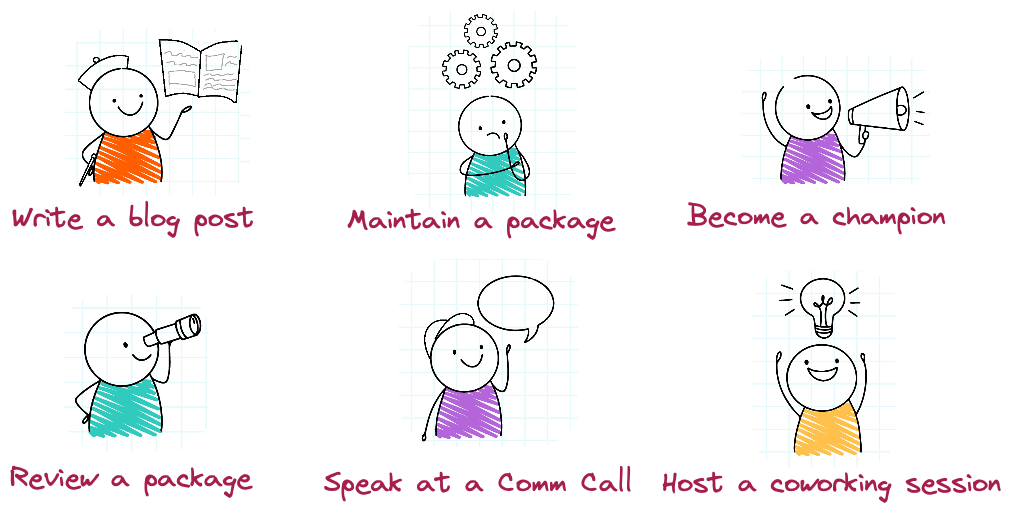 Write a blog post
Maintain a package
Become a champion
Review a package
Speak at a Comm Call
Host a coworking session